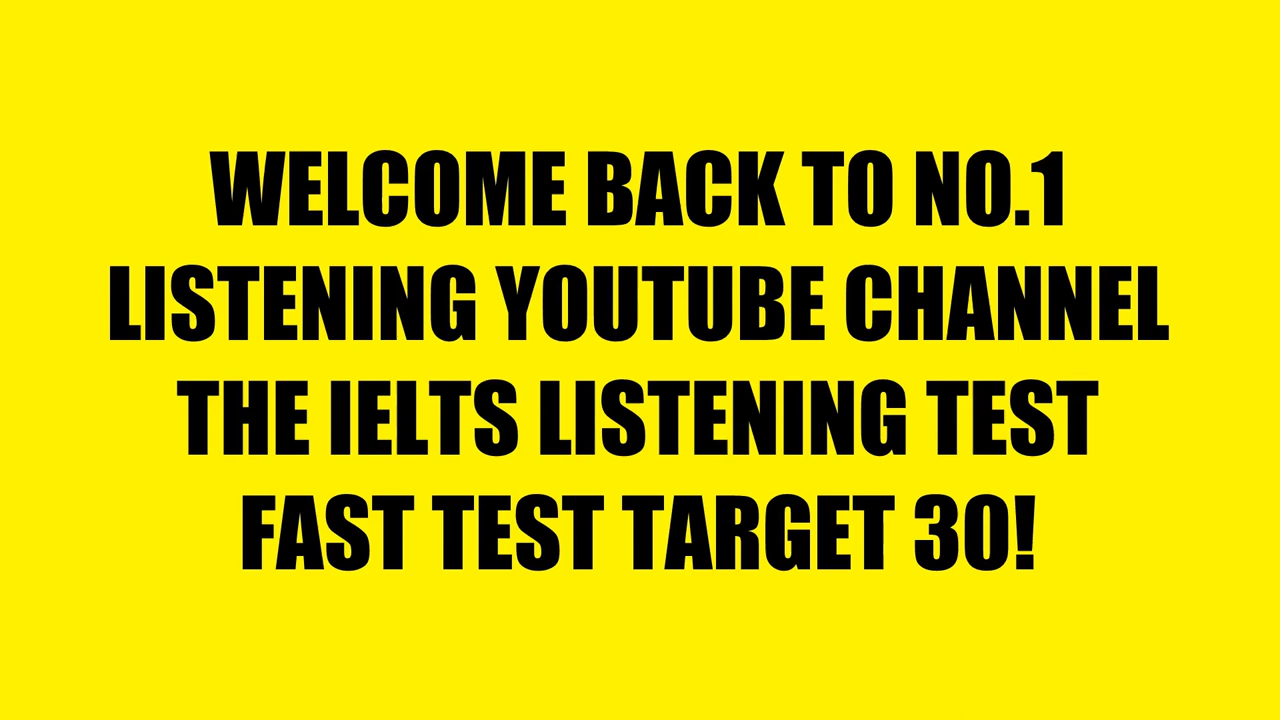 WELCOME BACK TO NO.1
LISTENING YOUTUBE CHANNEL
THE IELTS LISTENING TEST
FAST TEST TARGET 30!